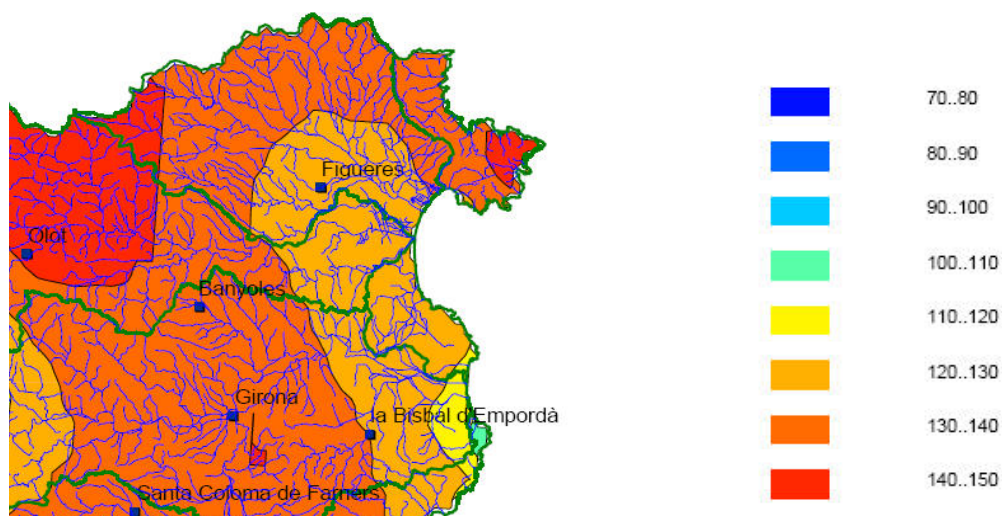 Figueres
Olot
Banyoles
Girona
la Bisbal d'Empordà
Santa Coloma de Farners
70..80
80..90
90..100
100..110
110..120
120..130
130..140
140..150